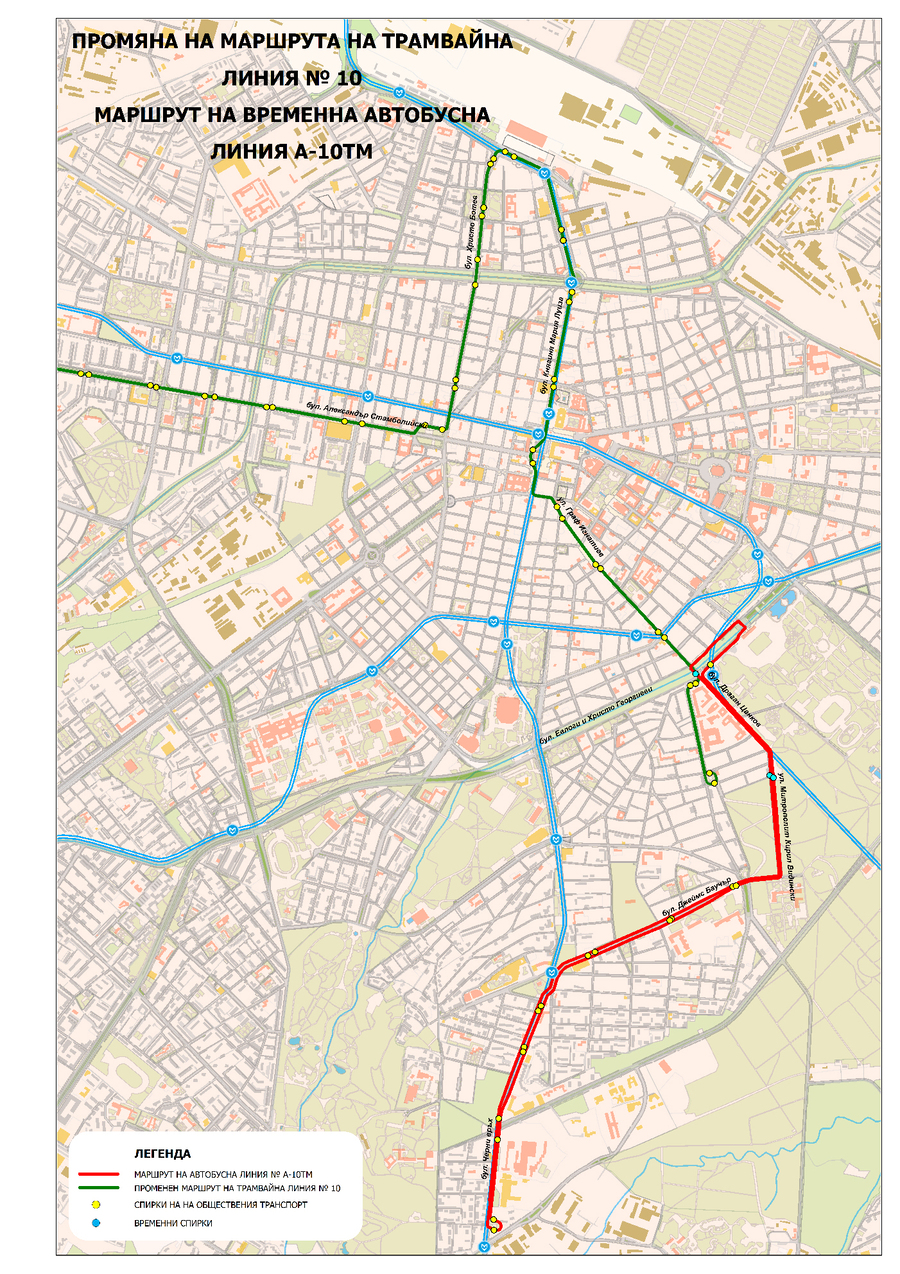 ПРОМЯНА НА МАРШРУТА НА ТРАМВАЙНА
ЛИНИЯ № 10
МАРШРУТ НА ВРЕМЕННА АВТОБУСНА
ЛИНИЯ А-10ТМ
бул. Христо Ботев
бул. Княгиня Мария Луиза
бул. Александър Стамболийски
ул. Граф Игнатиев
бул. Драган Цанков
бул. Евлоги и Христо Георгиеви
ул. Митрополит Кирил Видински
бул. Джеймс Баучър
бул. Черни връх
ЛЕГЕНДА
МАРШРУТ НА АВТОБУСНА ЛИНИЯ № А-10ТМ
ПРОМЕНЕН МАРШРУТ НА ТРАМВАЙНА ЛИНИЯ № 10
СПИРКИ НА НА ОБЩЕСТВЕНИЯ ТРАНСПОРТ
ВРЕМЕННИ СПИРКИ